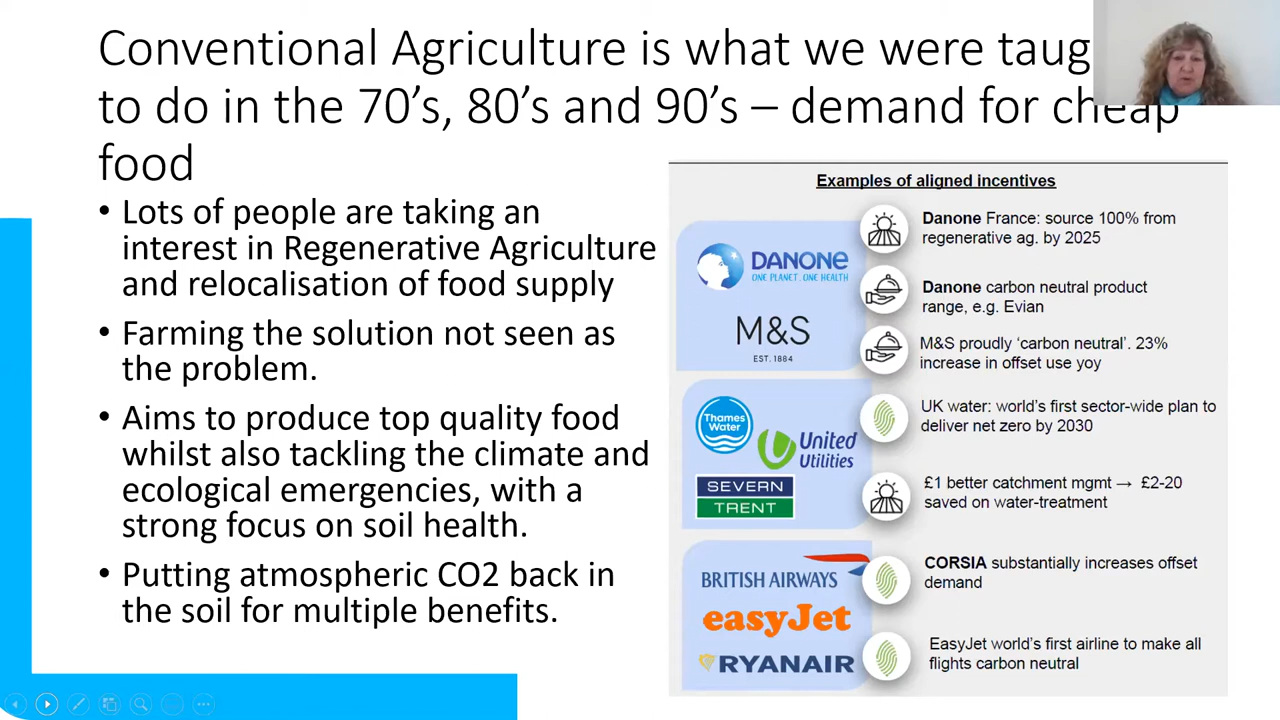 Conventional Agriculture is what we were taug
to do in the 70's, 80's and 90's – demand for cheap
food
• Lots of people are taking an
interest in Regenerative Agriculture
and relocalisation of food supply
• Farming the solution not seen as
the problem.
• Aims to produce top quality food
whilst also tackling the climate and
ecological emergencies, with a
strong focus on soil health.
• Putting atmospheric CO2 back in
the soil for multiple benefits.
Examples of aligned incentives
DANONE
ONE PLANET. ONE HEALTH
M&S
EST. 1884
Danone France: source 100% from
regenerative ag. by 2025
Danone carbon neutral product
range, e.g. Evian
M&S proudly 'carbon neutral'. 23%
increase in offset use yoy
Thames
Water
United
Utilities
SEVERN
TRENT
UK water: world's first sector-wide plan to
deliver net zero by 2030
£1 better catchment mgmt → £2-20
saved on water-treatment
BRITISH AIRWAYS
easyJet
RYANAIR
CORSIA substantially increases offset
demand
EasyJet world's first airline to make all
flights carbon neutral